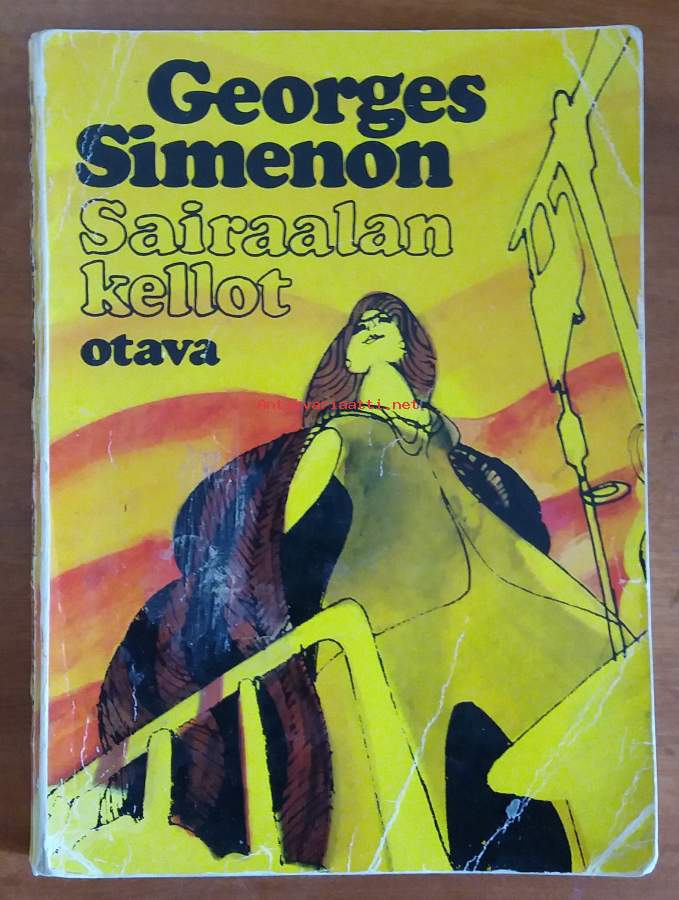 Georges
Simenon
Sairaalan
kellot
otava
Antikvariaatti.net